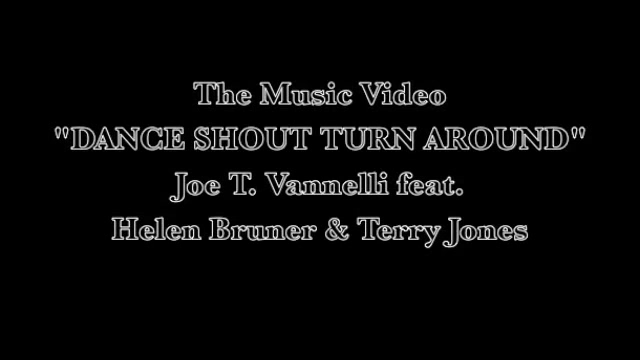 The Music Video
"DANCE SHOUT TURN AROUND"
Joe T. Vannelli feat.
Helen Bruner & Terry Jones